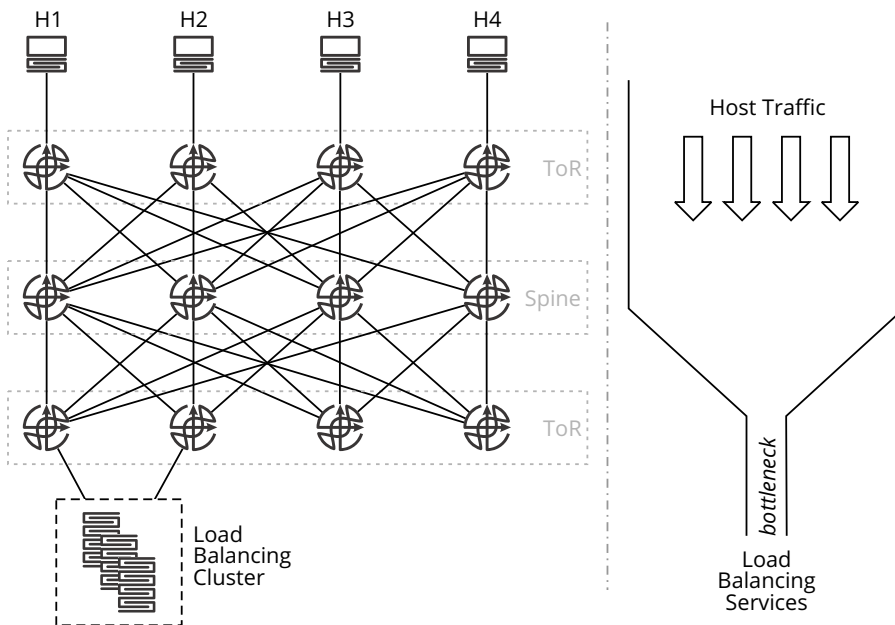 H1
H2
H3
H4
ToR
Spine
ToR
Load
Balancing
Cluster
Host Traffic
bottleneck
Load
Balancing
Services